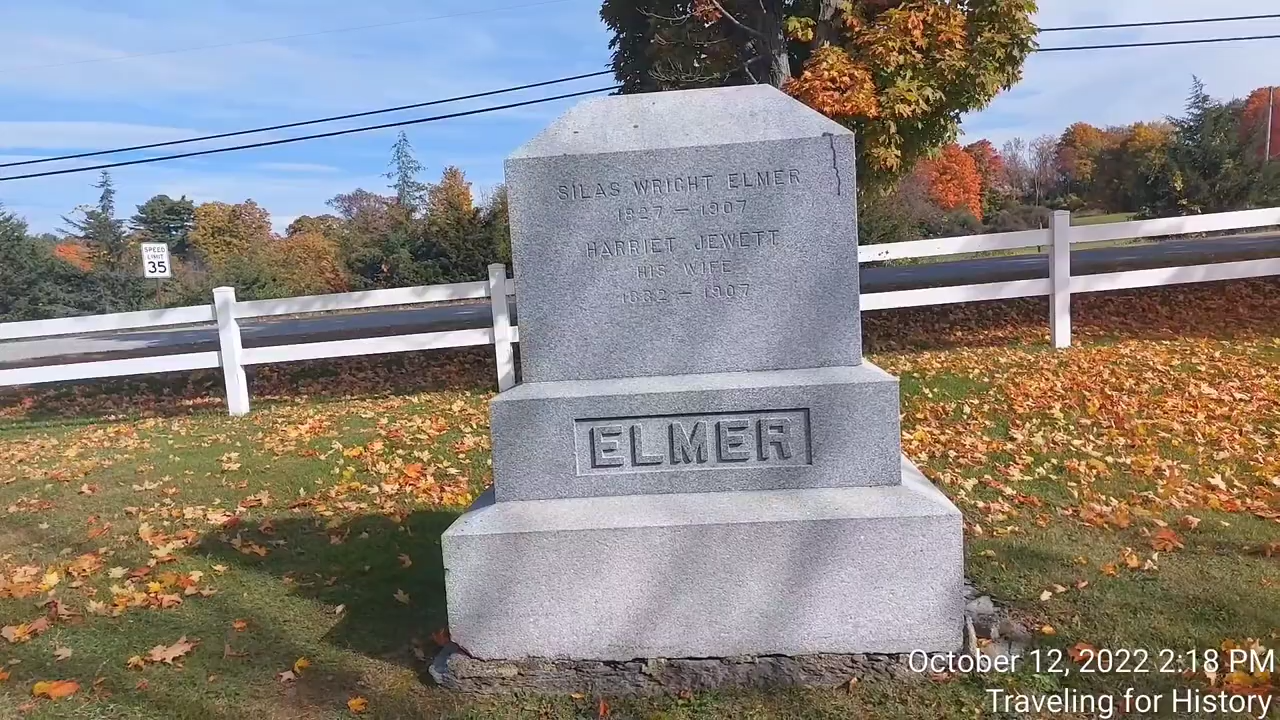 SPEED
LIMIT
35
SILAS WRIGHT ELMER
1827 – 1907
HARRIET JEWETT
HIS WIFE
1832 – 1907
ELMER
October 12, 2022 2:18 PM
Traveling for History